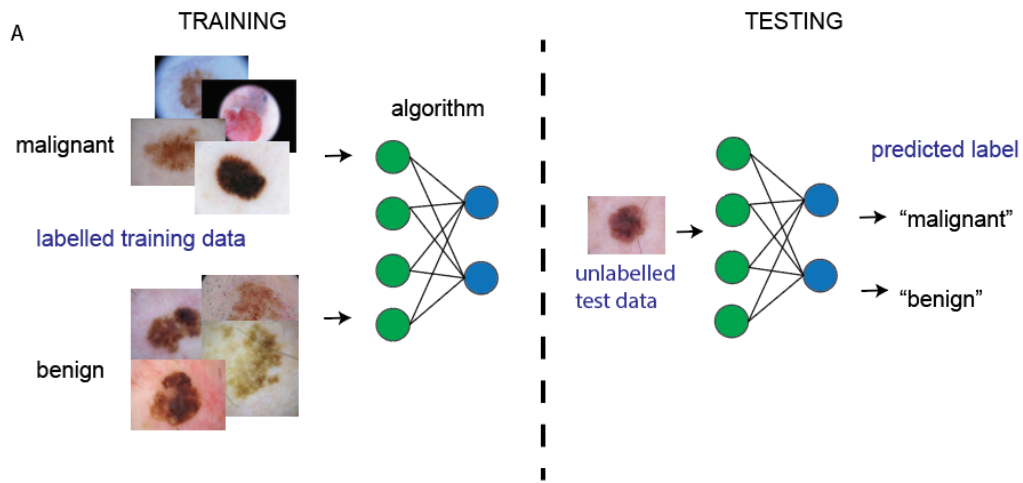 A
TRAINING
TESTING
algorithm
malignant
predicted label
labelled training data
“malignant”
unlabelled
test data
“benign”
benign